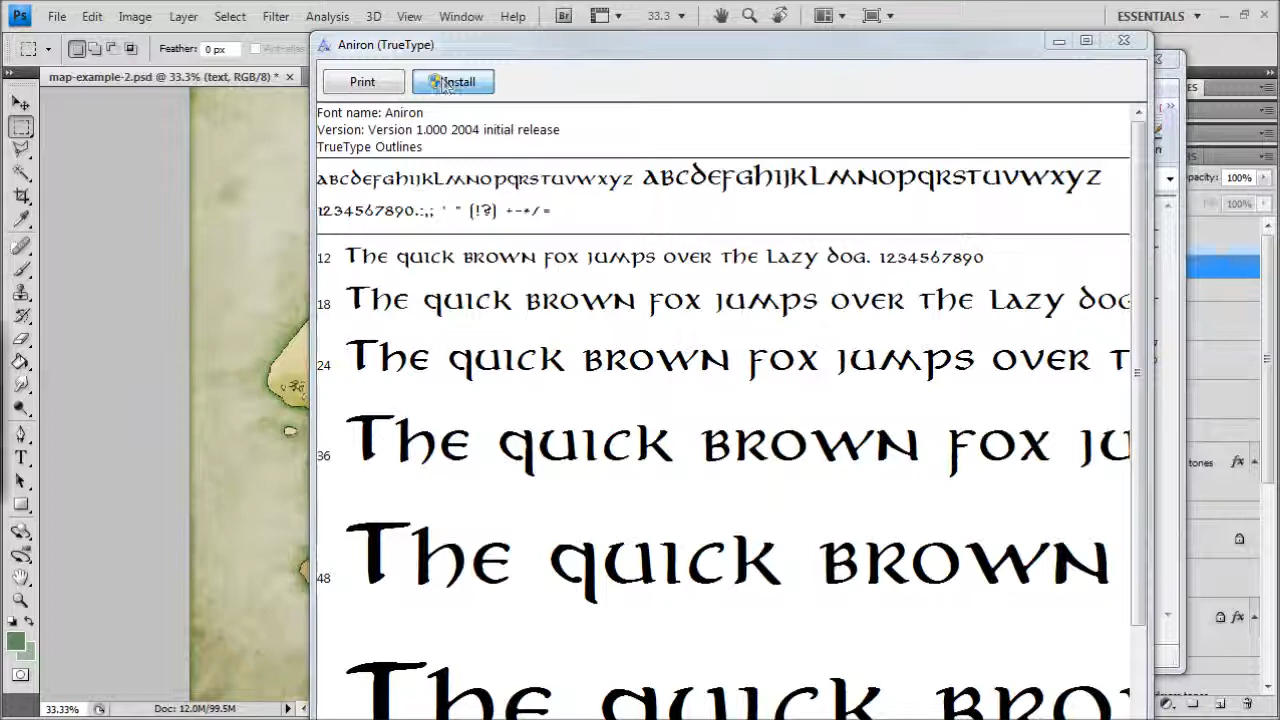 Ps File Edit Image Layer Select Filter Analysis 3D View Window Help Br 33.3 ESSENTIALS
Feather: 0 px
Aniron (TrueType)
map-example-2.psd @ 33.3% (text, RGB/8) *
Print Install
Font name: Aniron
Version: Version 1.000 2004 initial release
TrueType Outlines
abcdefghijklmnopqrstuvwxyz ABCDEFGHIJKLMNOPQRSTUVWXYZ
1234567890.:,; ' " (!?) +-*/=
12 The quick brown fox jumps over the lazy dog. 1234567890
18 The quick brown fox jumps over the lazy dog
24 The quick brown fox jumps over t
36 The quick brown fox ju
48 The quick brown
The quick bro
opacity: 100%
100%
tones fx
fx
33.33% Doc: 12.0M/99.5M